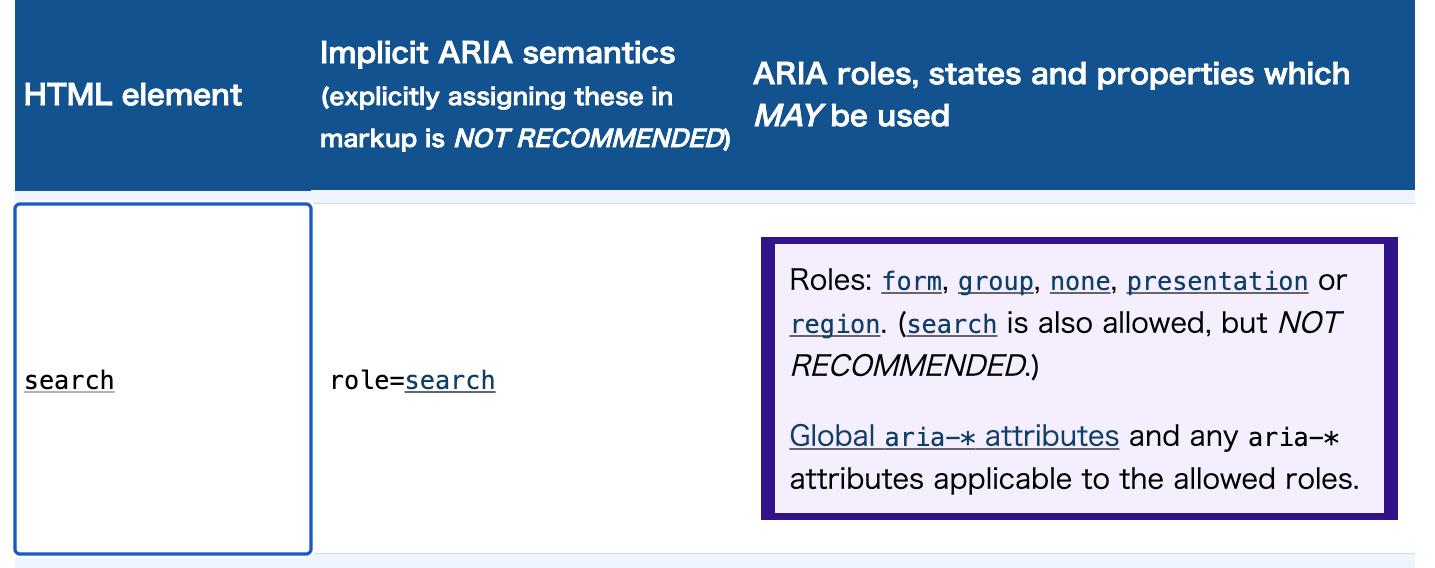 HTML element
Implicit ARIA semantics
(explicitly assigning these in
markup is NOT RECOMMENDED)
ARIA roles, states and properties which
MAY be used
search
role=search
Roles: form, group, none, presentation or
region. (search is also allowed, but NOT
RECOMMENDED.)
Global aria-* attributes and any aria-*
attributes applicable to the allowed roles.